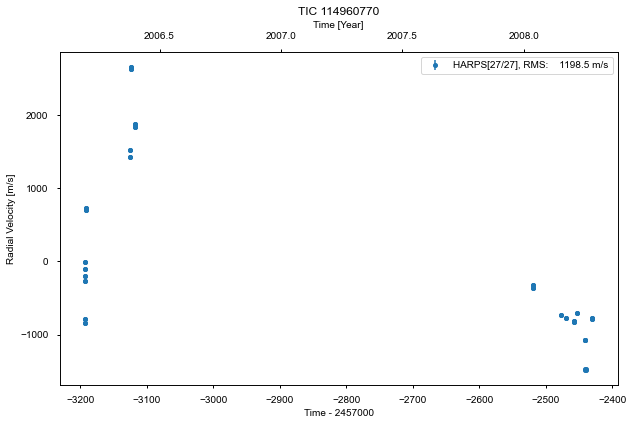 TIC 114960770
Time [Year]
2006.5 2007.0 2007.5 2008.0
HARPS[27/27], RMS: 1198.5 m/s
Radial Velocity [m/s]
2000
1000
0
−1000
−3200 −3100 −3000 −2900 −2800 −2700 −2600 −2500 −2400
Time - 2457000